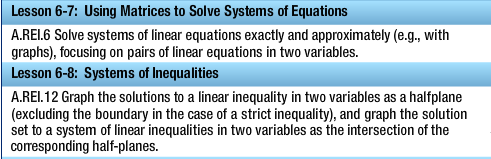 Lesson 6-7: Using Matrices to Solve Systems of Equations
A.REI.6 Solve systems of linear equations exactly and approximately (e.g., with
graphs), focusing on pairs of linear equations in two variables.
Lesson 6-8: Systems of Inequalities
A.REI.12 Graph the solutions to a linear inequality in two variables as a halfplane
(excluding the boundary in the case of a strict inequality), and graph the solution
set to a system of linear inequalities in two variables as the intersection of the
corresponding half-planes.